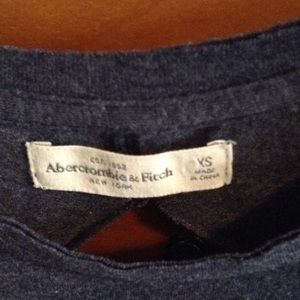 EST. 1892
Abercrombie & Fitch
NEW YORK
XS
MADE
IN CHINA